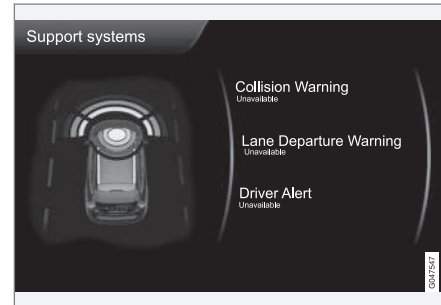 Support systems
Collision Warning
Unavailable
Lane Departure Warning
Unavailable
Driver Alert
Unavailable
G047547